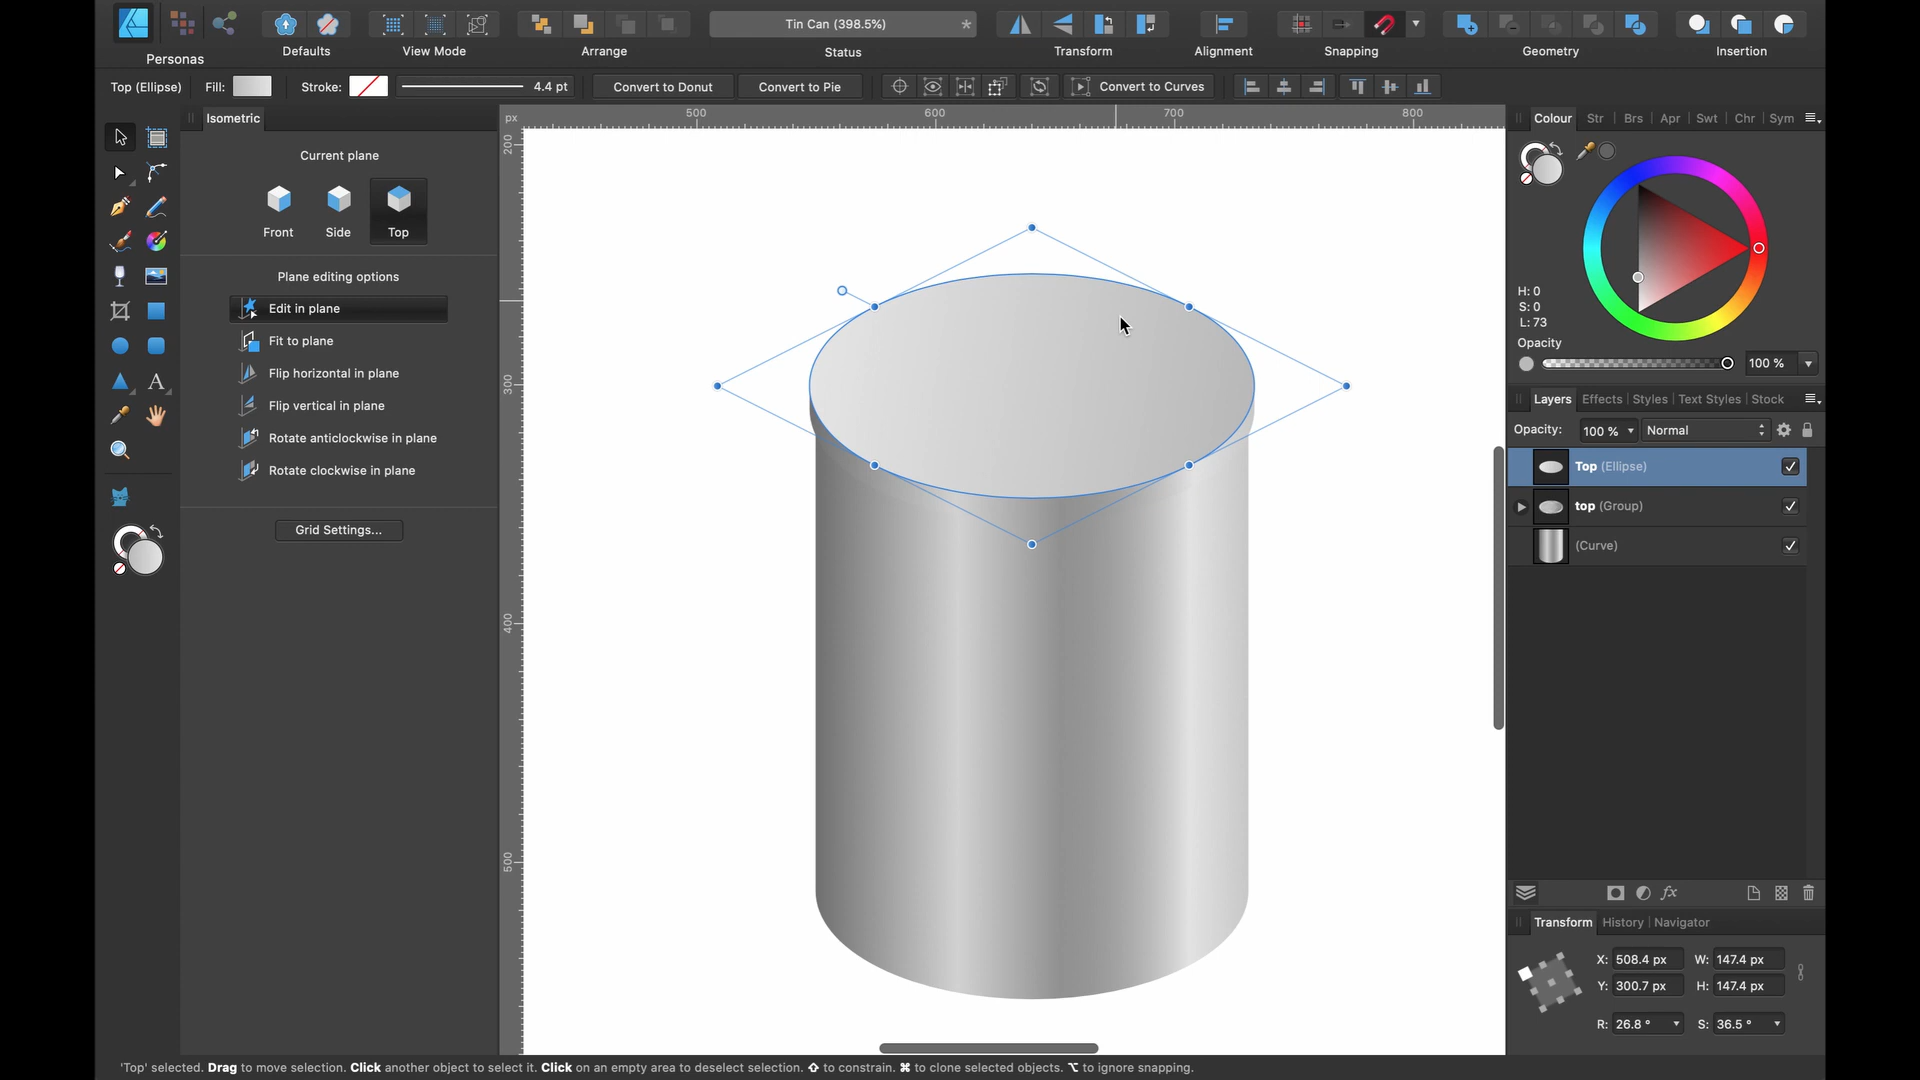 Personas
Defaults
View Mode
Arrange
Tin Can (398.5%)
*
Status
Transform
Alignment
Snapping
Geometry
Insertion
Top (Ellipse)
Fill:
Stroke:
4.4 pt
Convert to Donut
Convert to Pie
Convert to Curves
Isometric
Current plane
Front
Side
Top
Plane editing options
Edit in plane
Fit to plane
Flip horizontal in plane
Flip vertical in plane
Rotate anticlockwise in plane
Rotate clockwise in plane
Grid Settings...
px
500
600
700
800
200
300
400
500
Colour Str Brs Apr Swt Chr Sym
H: 0
S: 0
L: 73
Opacity
100 %
Layers Effects Styles Text Styles Stock
Opacity: 100 % Normal
Top (Ellipse)
top (Group)
(Curve)
fx
Transform History Navigator
X: 508.4 px W: 147.4 px
Y: 300.7 px H: 147.4 px
R: 26.8 ° S: 36.5 °
'Top' selected. Drag to move selection. Click another object to select it. Click on an empty area to deselect selection. ⇧ to constrain. ⌘ to clone selected objects. ⌥ to ignore snapping.